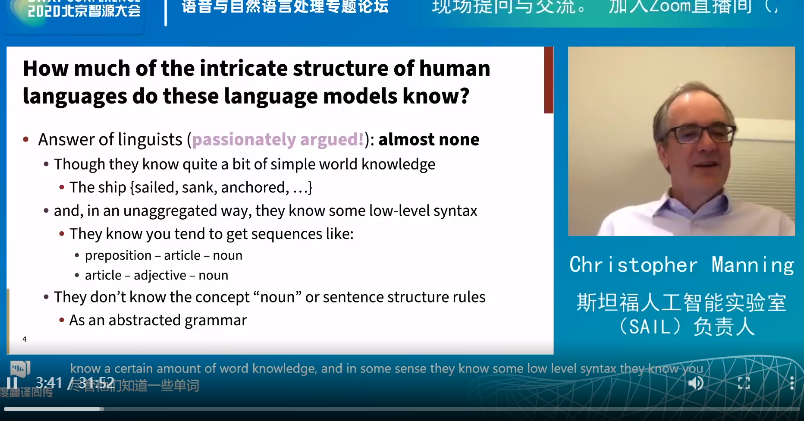 2020北京智源大会
语音与自然语言处理专题论坛
现场提问与交流。 加入Zoom直播间（
How much of the intricate structure of human
languages do these language models know?
• Answer of linguists (passionately argued!): almost none
• Though they know quite a bit of simple world knowledge
• The ship {sailed, sank, anchored, …}
• and, in an unaggregated way, they know some low-level syntax
• They know you tend to get sequences like:
• preposition – article – noun
• article – adjective – noun
• They don’t know the concept “noun” or sentence structure rules
• As an abstracted grammar
4
Christopher Manning
斯坦福人工智能实验室
（SAIL）负责人
know a certain amount of word knowledge, and in some sense they know some low level syntax they know you
3:41 / 31:52
知道一些单词